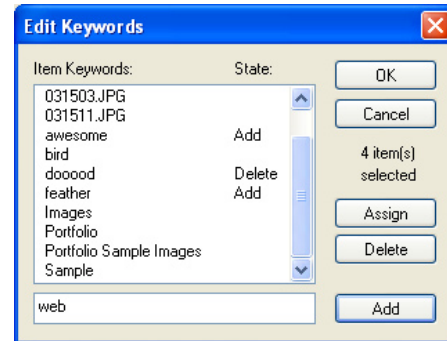 Edit Keywords
Item Keywords: State:
031503.JPG
031511.JPG
awesome Add
bird
dooood Delete
feather Add
Images
Portfolio
Portfolio Sample Images
Sample
web
OK
Cancel
4 item(s)
selected
Assign
Delete
Add